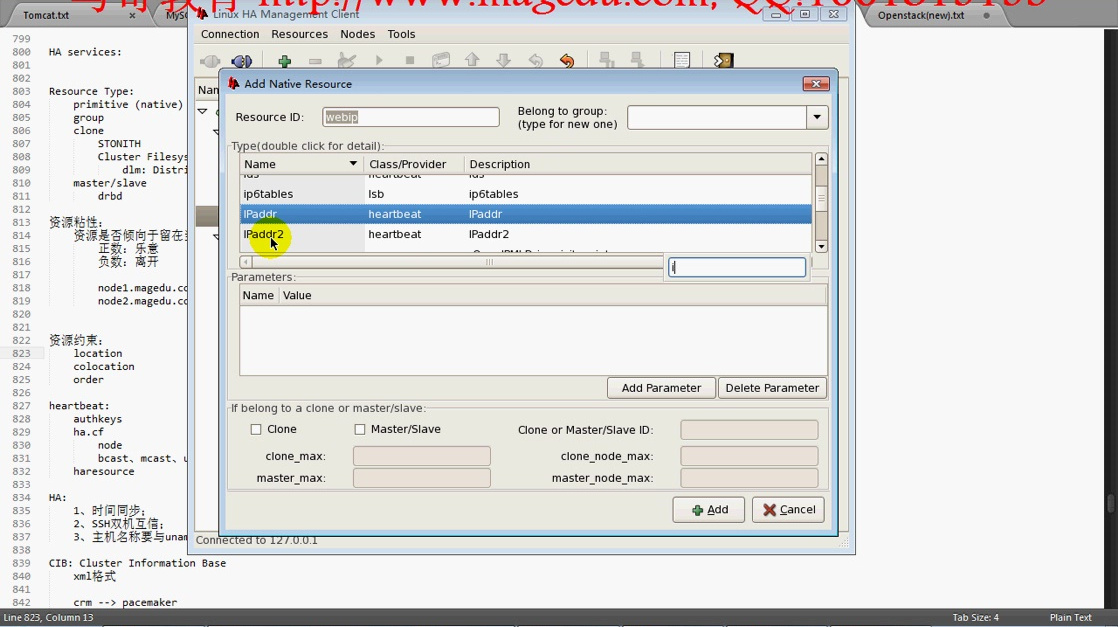 马哥教育 http://www.magedu.com, QQ:1661815153
Tomcat.txt
Openstack(new).txt
Linux HA Management Client
Connection Resources Nodes Tools
Add Native Resource
Resource ID: webip
Belong to group:
(type for new one)
Type(double click for detail):
Name Class/Provider Description
ip6tables lsb ip6tables
IPaddr heartbeat IPaddr
IPaddr2 heartbeat IPaddr2
i
Parameters:
Name Value
Add Parameter Delete Parameter
If belong to a clone or master/slave:
Clone Master/Slave Clone or Master/Slave ID:
clone_max: clone_node_max:
master_max: master_node_max:
Add Cancel
Connected to 127.0.0.1
799
800 HA services:
801
802
803 Resource Type:
804 primitive (native)
805 group
806 clone
807 STONITH
808 Cluster Filesys
809 dlm: Distri
810 master/slave
811 drbd
812
813 资源粘性:
814 资源是否倾向于留在当
815 正数: 乐意
816 负数: 离开
817
818 node1.magedu.co
819 node2.magedu.co
820
821
822 资源约束:
823 location
824 colocation
825 order
826
827 heartbeat:
828 authkeys
829 ha.cf
830 node
831 bcast, mcast, u
832 haresource
833
834 HA:
835 1、时间同步;
836 2、SSH双机互信;
837 3、主机名称要与unam
838
839 CIB: Cluster Information Base
840 xml格式
841
842 crm --> pacemaker
Line 823, Column 13
Tab Size: 4
Plain Text